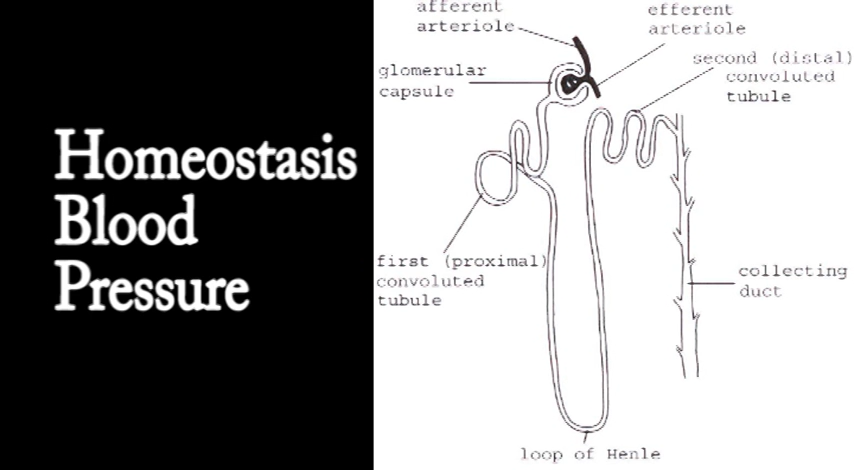 Homeostasis
Blood
Pressure
afferent
arteriole
efferent
arteriole
glomerular
capsule
second (distal)
convoluted
tubule
first (proximal)
convoluted
tubule
collecting
duct
loop of Henle